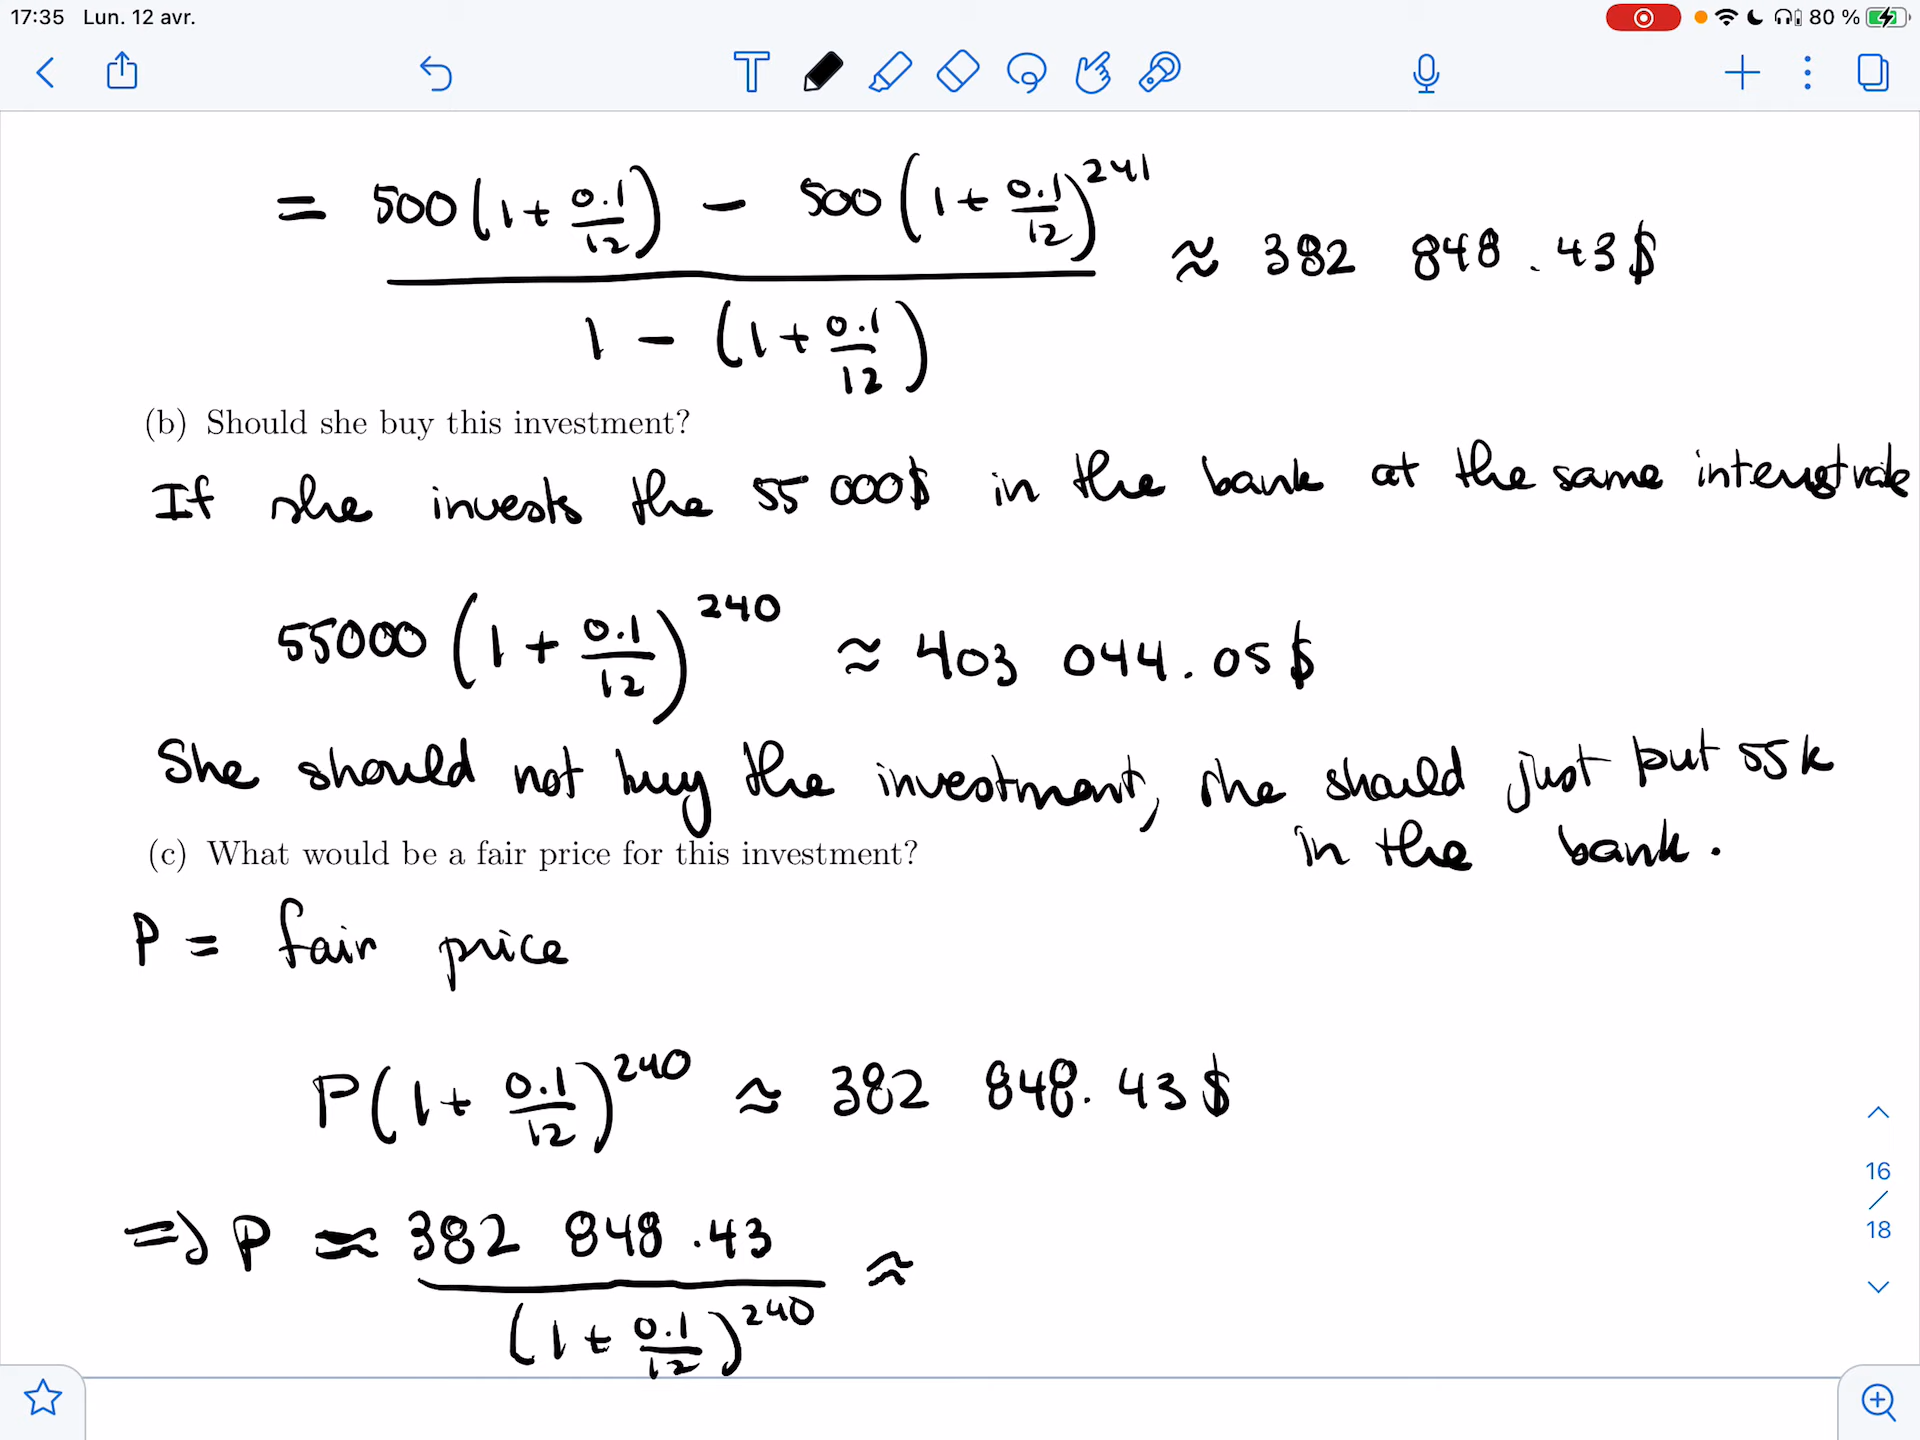 17:35 Lun. 12 avr. 80 %
= 500(1+0.1/12) - 500(1+0.1/12)^241
≈ 382 848.43$
1 - (1+0.1/12)
(b) Should she buy this investment?
If she invests the 55 000$ in the bank at the same interest rate
55000 (1+0.1/12)^240 ≈ 403 044.05$
She should not buy the investment, she should just put 55k
in the bank.
(c) What would be a fair price for this investment?
P = fair price
P(1+0.1/12)^240 ≈ 382 848.43$
⇒ P ≈ 382 848.43 ≈
(1+0.1/12)^240
16
/
18